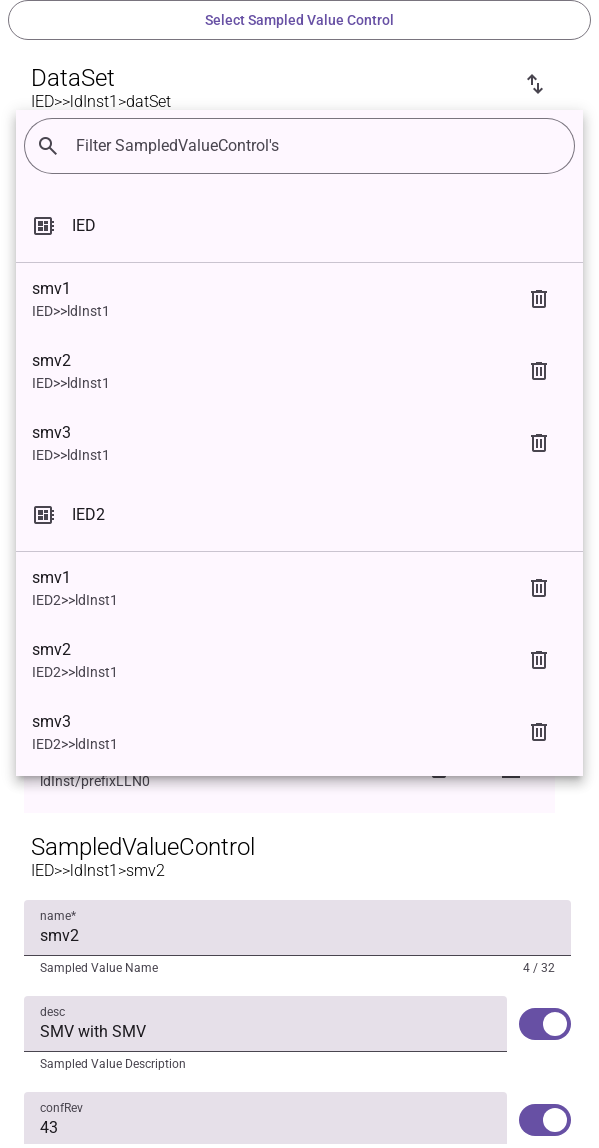 Select Sampled Value Control
DataSet
IED>>ldInst1>datSet
Filter SampledValueControl's
IED
smv1
IED>>ldInst1
smv2
IED>>ldInst1
smv3
IED>>ldInst1
IED2
smv1
IED2>>ldInst1
smv2
IED2>>ldInst1
smv3
IED2>>ldInst1
ldInst/prefixLLN0
SampledValueControl
IED>>ldInst1>smv2
name*
smv2
Sampled Value Name 4 / 32
desc
SMV with SMV
Sampled Value Description
confRev
43